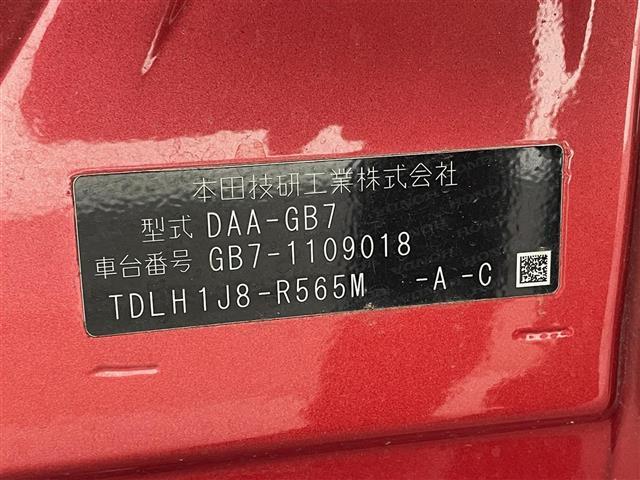 本田技研工業株式会社
型式 DAA-GB7
車台番号 GB7-1109018
TDLH1J8-R565M -A -C